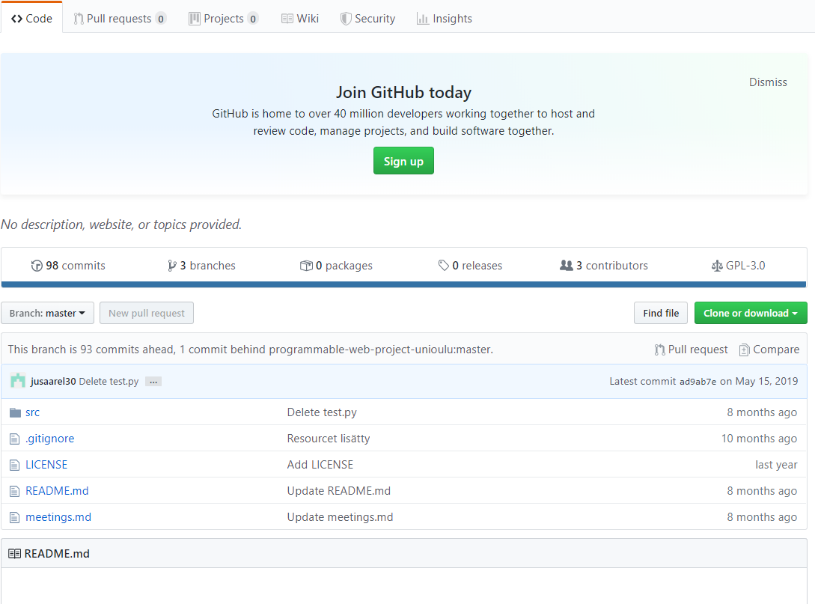 Code Pull requests 0 Projects 0 Wiki Security Insights
Dismiss
Join GitHub today
GitHub is home to over 40 million developers working together to host and
review code, manage projects, and build software together.
Sign up
No description, website, or topics provided.
98 commits 3 branches 0 packages 0 releases 3 contributors GPL-3.0
Branch: master New pull request Find file Clone or download
This branch is 93 commits ahead, 1 commit behind programmable-web-project-unioulu:master. Pull request Compare
jusaarel30 Delete test.py ... Latest commit ad9ab7e on May 15, 2019
src Delete test.py 8 months ago
.gitignore Resourcet lisätty 10 months ago
LICENSE Add LICENSE last year
README.md Update README.md 8 months ago
meetings.md Update meetings.md 8 months ago
README.md